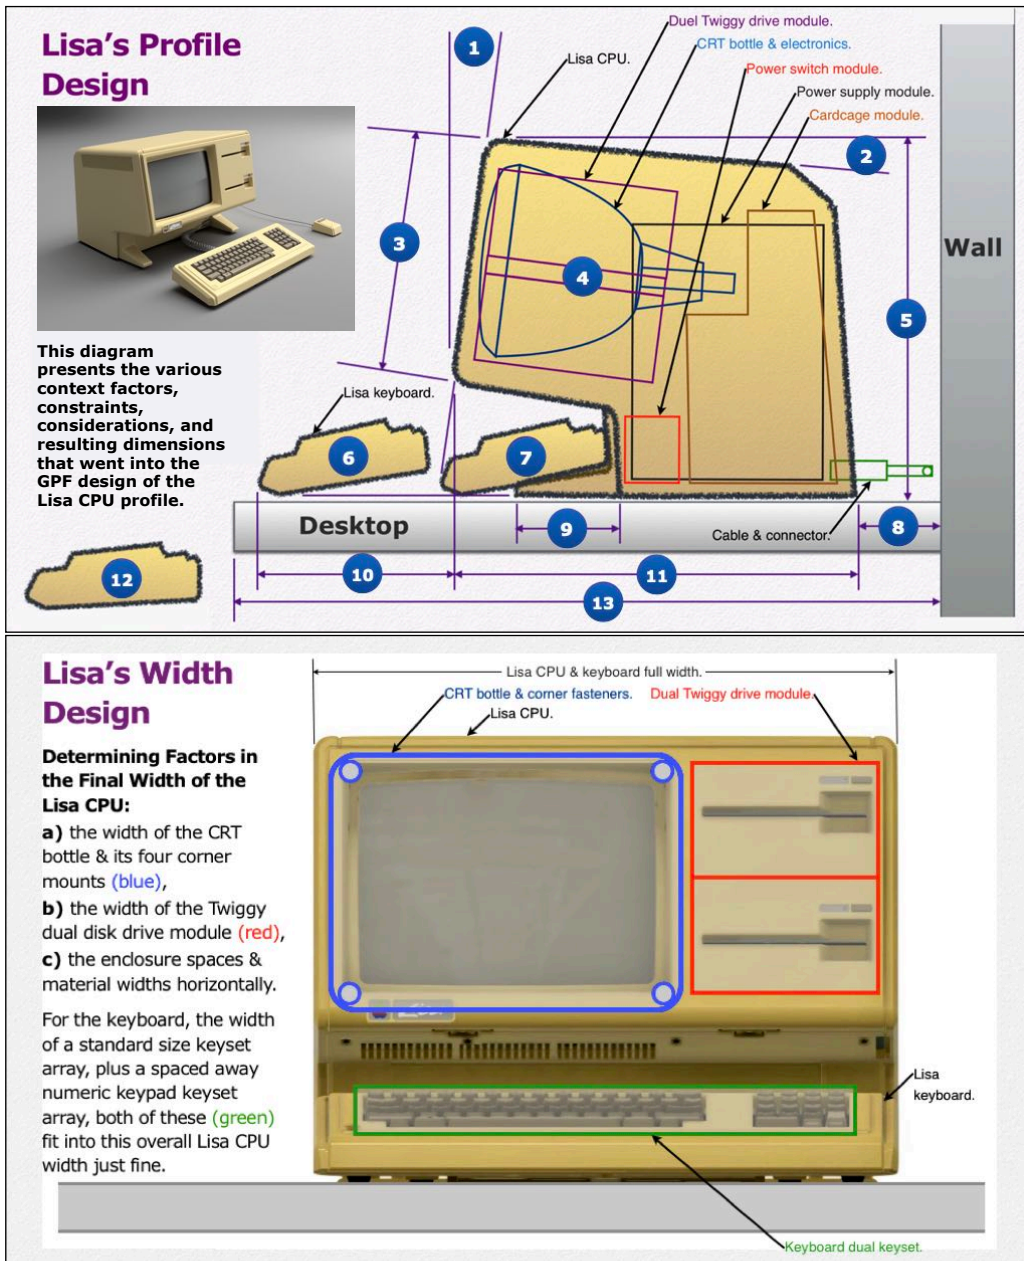 Lisa's Profile
Design
Duel Twiggy drive module.
CRT bottle & electronics.
Lisa CPU.
Power switch module.
Power supply module.
Cardcage module.
1
2
3
4
5
Wall
This diagram
presents the various
context factors,
constraints,
considerations, and
resulting dimensions
that went into the
GPF design of the
Lisa CPU profile.
Lisa keyboard.
6
7
8
Desktop
9
Cable & connector.
10
11
12
13
Lisa's Width
Design
Lisa CPU & keyboard full width.
CRT bottle & corner fasteners.
Dual Twiggy drive module.
Lisa CPU.
Determining Factors in
the Final Width of the
Lisa CPU:
a) the width of the CRT
bottle & its four corner
mounts (blue),
b) the width of the Twiggy
dual disk drive module (red),
c) the enclosure spaces &
material widths horizontally.
For the keyboard, the width
of a standard size keyset
array, plus a spaced away
numeric keypad keyset
array, both of these (green)
fit into this overall Lisa CPU
width just fine.
Lisa
keyboard.
Keyboard dual keyset.